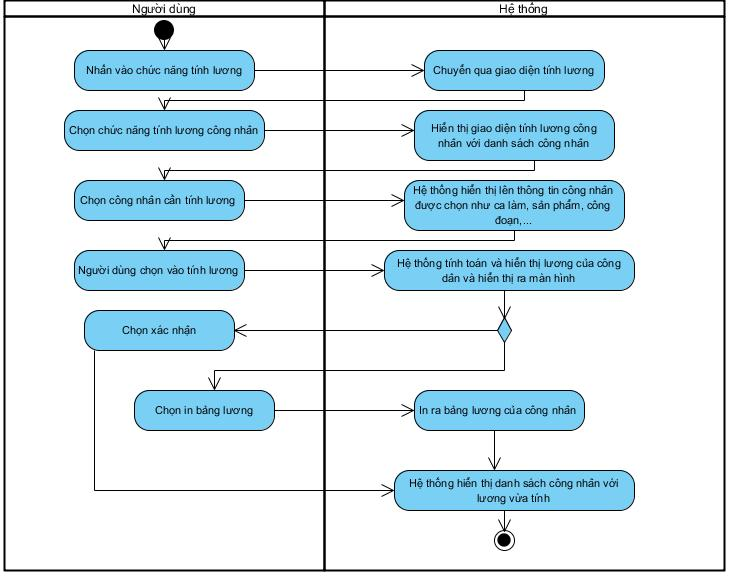 Người dùng
Hệ thống
Nhấn vào chức năng tính lương
Chuyển qua giao diện tính lương
Chọn chức năng tính lương công nhân
Hiển thị giao diện tính lương công
nhân với danh sách công nhân
Chọn công nhân cần tính lương
Hệ thống hiển thị lên thông tin công nhân
được chọn như ca làm, sản phẩm, công
đoạn,...
Người dùng chọn vào tính lương
Hệ thống tính toán và hiển thị lương của công
dân và hiển thị ra màn hình
Chọn xác nhận
Chọn in bảng lương
In ra bảng lương của công nhân
Hệ thống hiển thị danh sách công nhân với
lương vừa tính